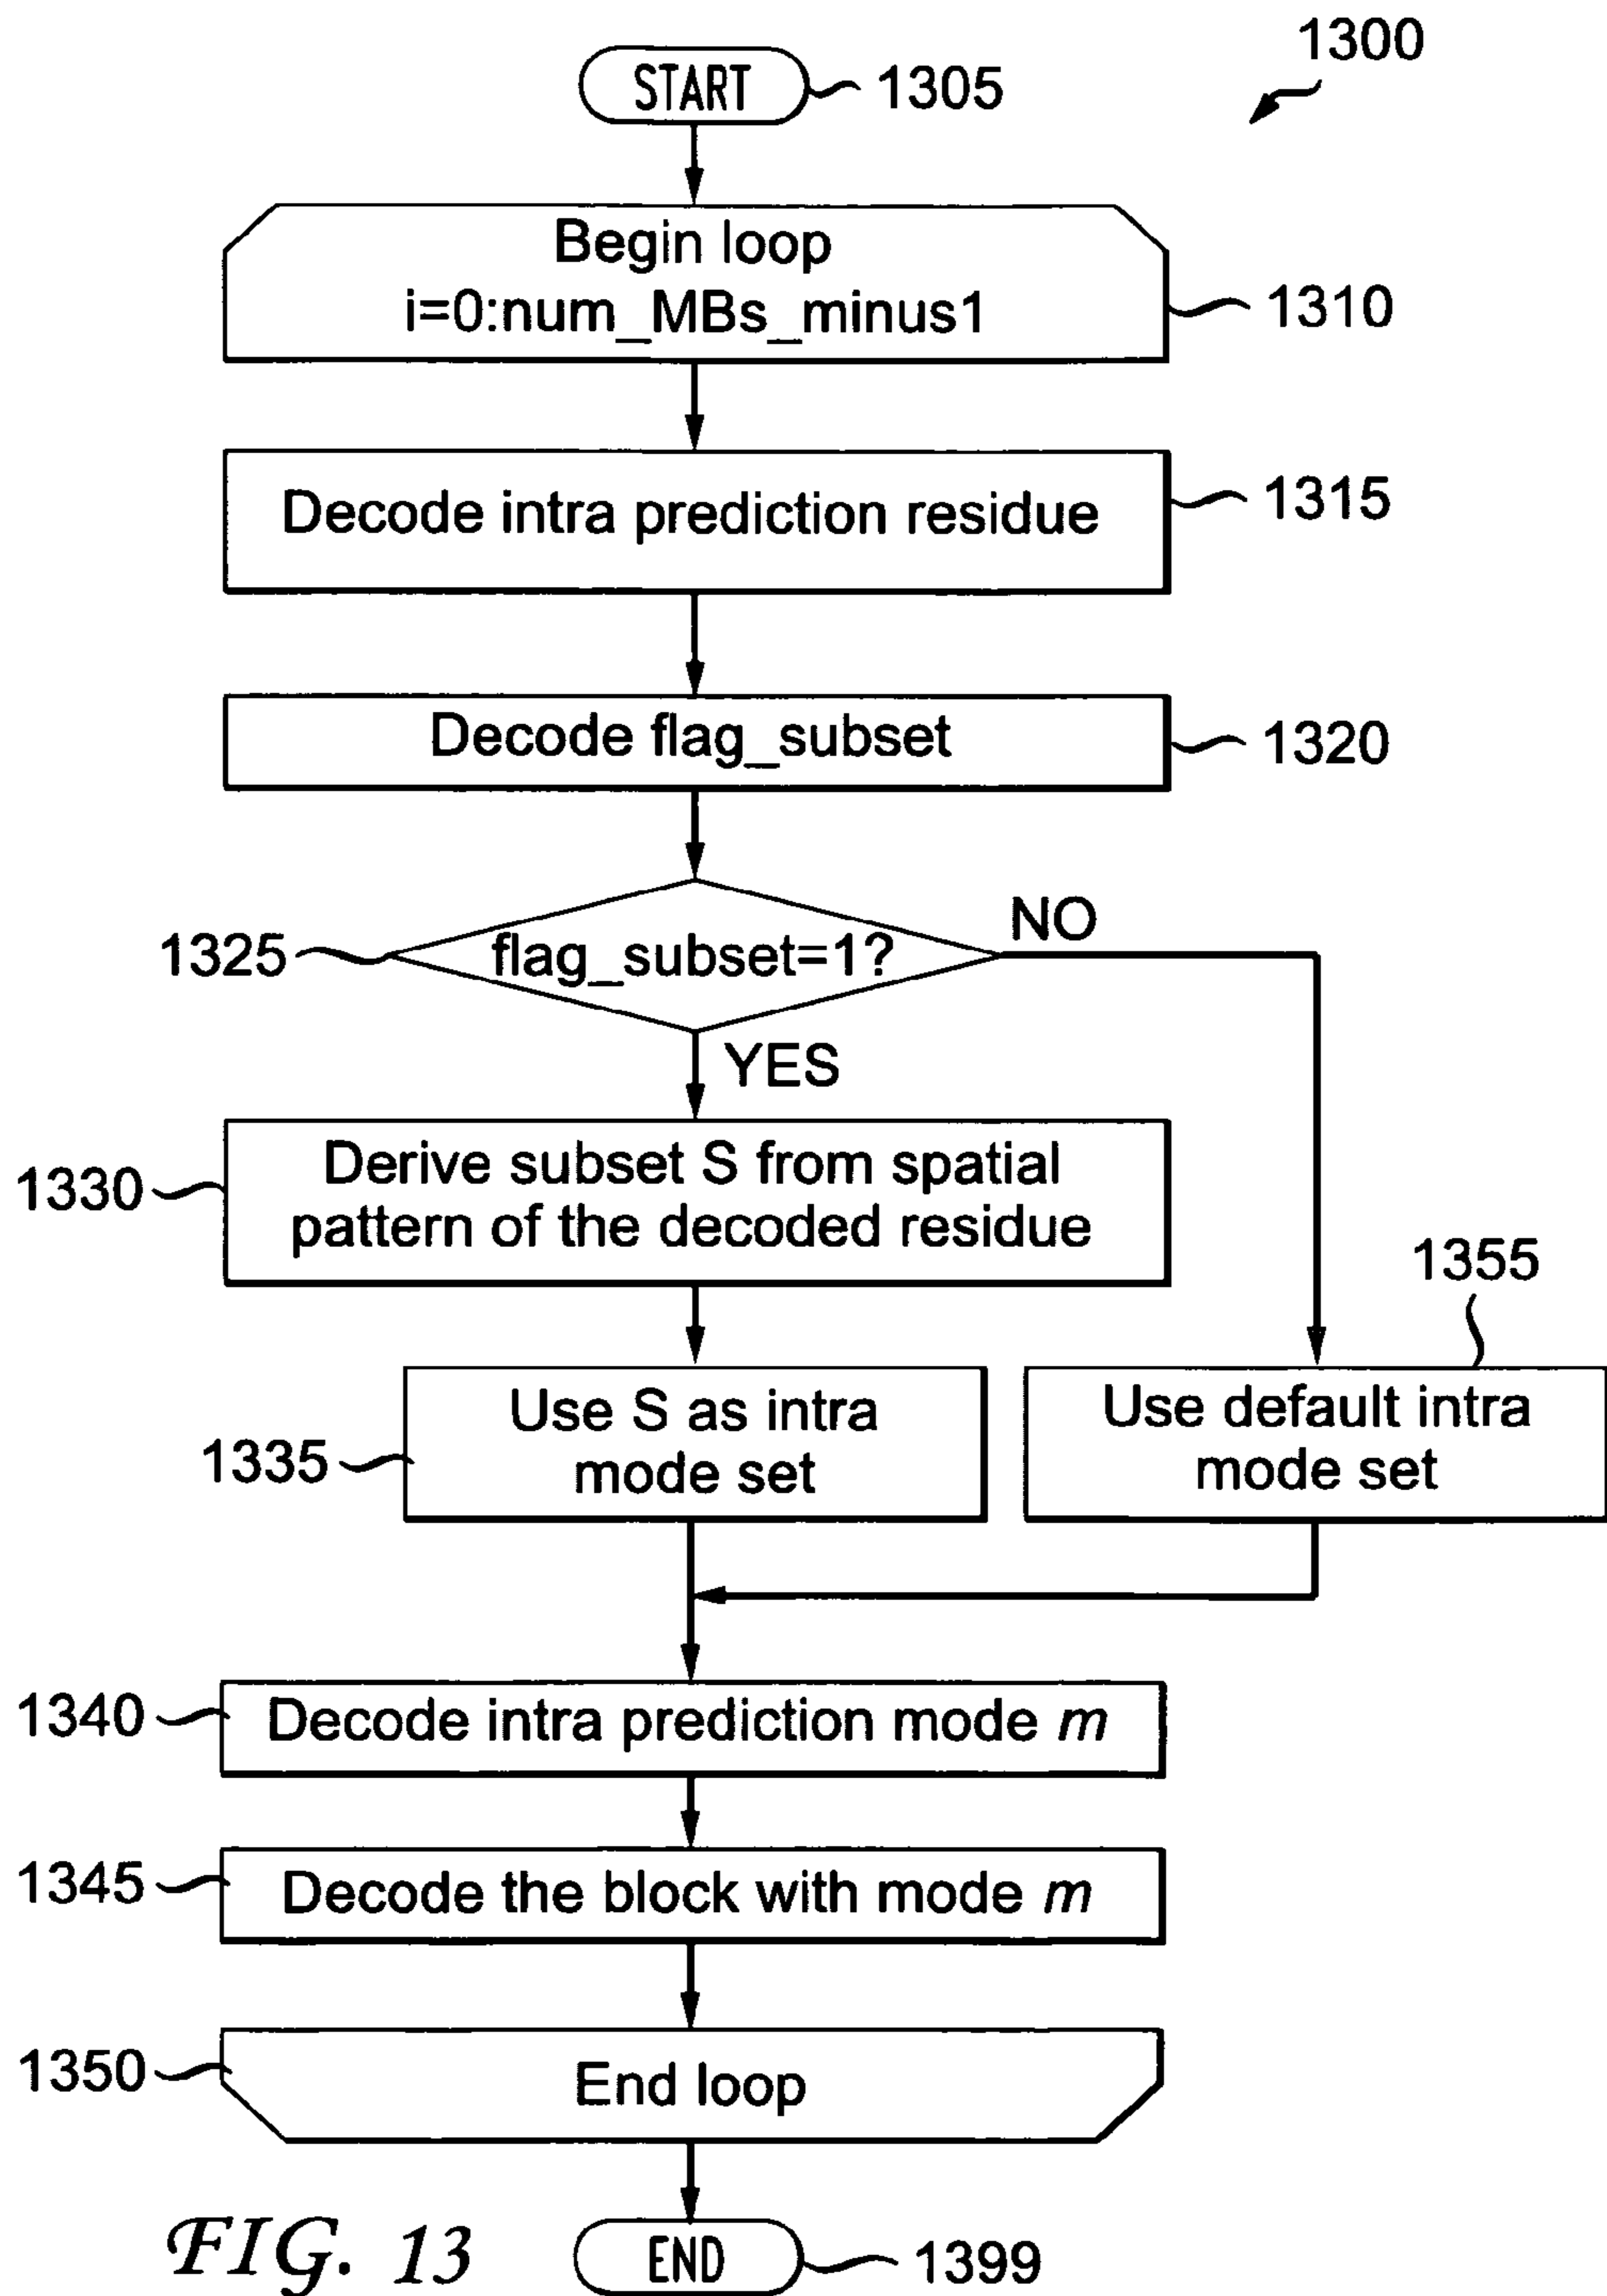 1300
START
1305
Begin loop
i=0:num_MBs_minus1
1310
Decode intra prediction residue
1315
Decode flag_subset
1320
1325
flag_subset=1?
NO
YES
1330
Derive subset S from spatial
pattern of the decoded residue
1355
1335
Use S as intra
mode set
Use default intra
mode set
1340
Decode intra prediction mode m
1345
Decode the block with mode m
1350
End loop
FIG. 13
END
1399